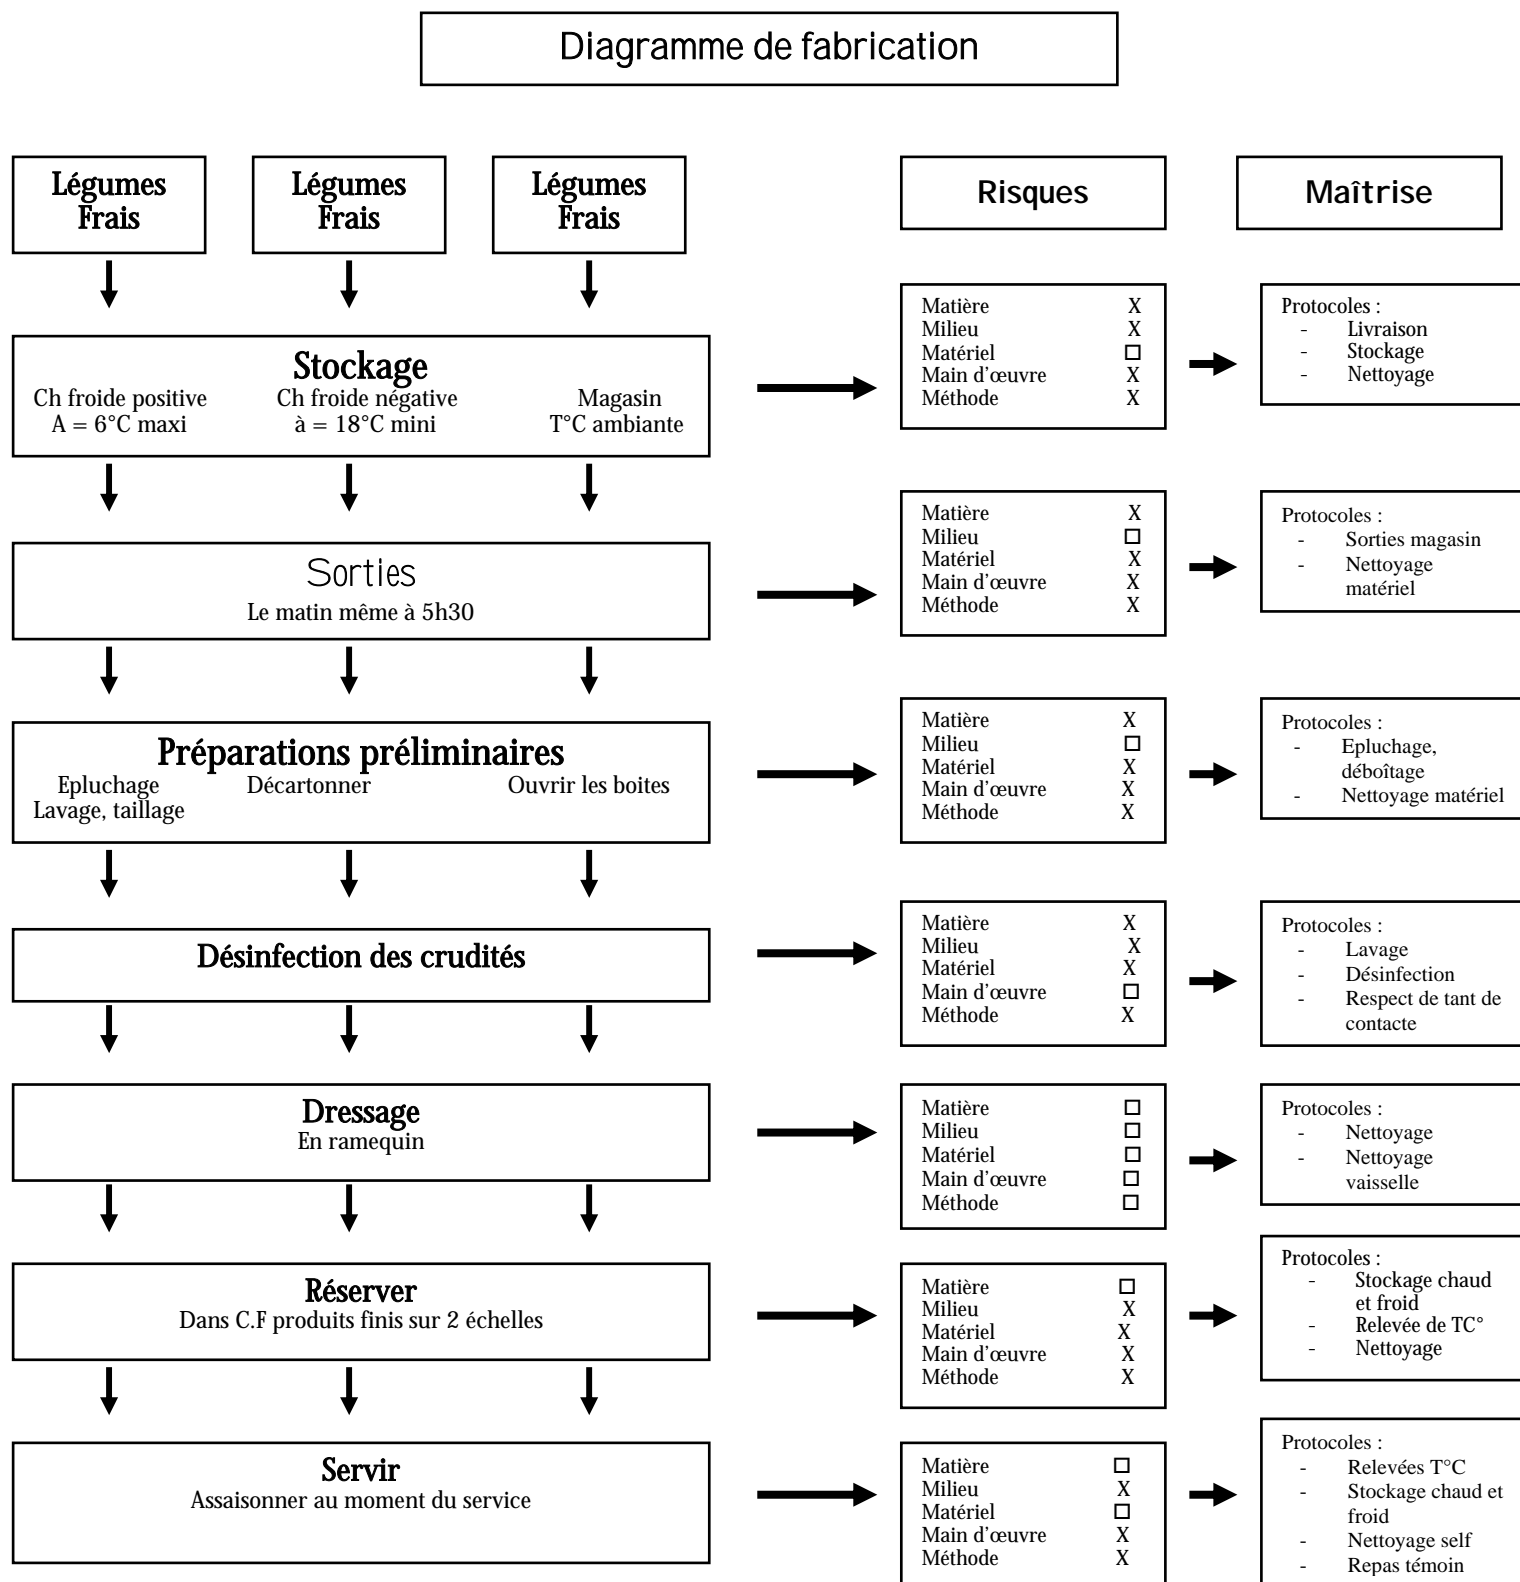 Diagramme de fabrication
Légumes
Frais
Légumes
Frais
Légumes
Frais
Risques
Maîtrise
Stockage
Ch froide positive
A = 6°C maxi
Ch froide négative
à = 18°C mini
Magasin
T°C ambiante
Matière X
Milieu X
Matériel □
Main d'œuvre X
Méthode X
Protocoles :
- Livraison
- Stockage
- Nettoyage
Sorties
Le matin même à 5h30
Matière X
Milieu □
Matériel X
Main d'œuvre X
Méthode X
Protocoles :
- Sorties magasin
- Nettoyage
matériel
Préparations préliminaires
Epluchage
Lavage, taillage
Décartonner
Ouvrir les boites
Matière X
Milieu □
Matériel X
Main d'œuvre X
Méthode X
Protocoles :
- Epluchage,
déboîtage
- Nettoyage matériel
Désinfection des crudités
Matière X
Milieu X
Matériel X
Main d'œuvre □
Méthode X
Protocoles :
- Lavage
- Désinfection
- Respect de tant de
contacte
Dressage
En ramequin
Matière □
Milieu □
Matériel □
Main d'œuvre □
Méthode □
Protocoles :
- Nettoyage
- Nettoyage
vaisselle
Réserver
Dans C.F produits finis sur 2 échelles
Matière □
Milieu X
Matériel X
Main d'œuvre X
Méthode X
Protocoles :
- Stockage chaud
et froid
- Relevée de TC°
- Nettoyage
Servir
Assaisonner au moment du service
Matière □
Milieu X
Matériel □
Main d'œuvre X
Méthode X
Protocoles :
- Relevées T°C
- Stockage chaud et
froid
- Nettoyage self
- Repas témoin